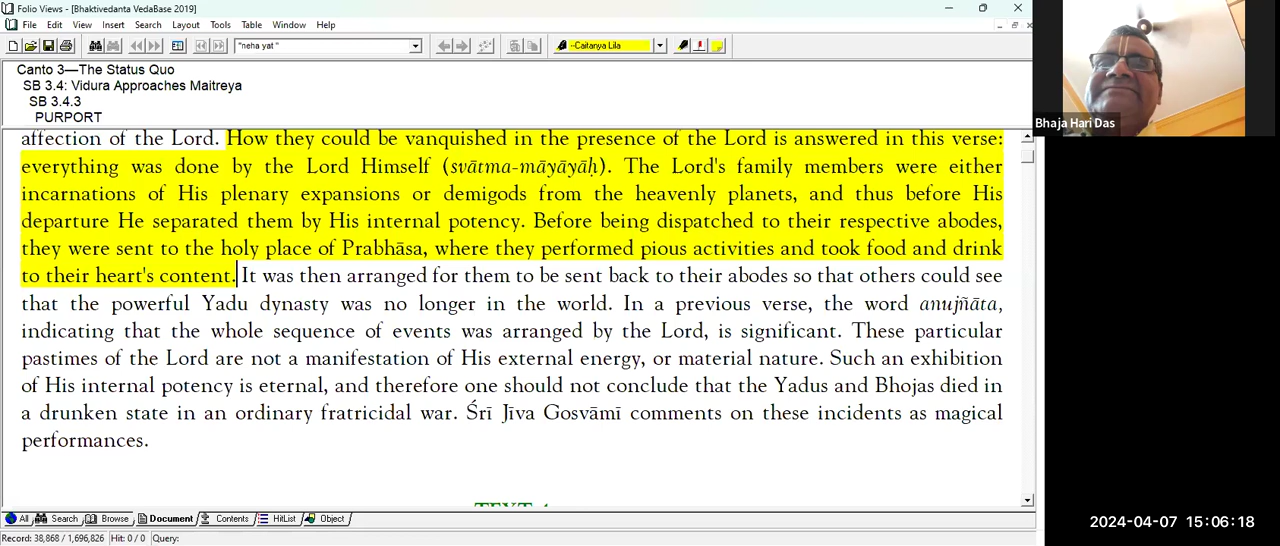 Folio Views - [Bhaktivedanta VedaBase 2019]
File Edit View Insert Search Layout Table Window Help
"neha yat "
--Caitanya Lila
Canto 3—The Status Quo
SB 3.4: Vidura Approaches Maitreya
SB 3.4.3
PURPORT
Bhaja Hari Das
affection of the Lord. How they could be vanquished in the presence of the Lord is answered in this verse:
everything was done by the Lord Himself (svātma-māyāyāḥ). The Lord's family members were either
incarnations of His plenary expansions or demigods from the heavenly planets, and thus before His
departure He separated them by His internal potency. Before being dispatched to their respective abodes,
they were sent to the holy place of Prabhāsa, where they performed pious activities and took food and drink
to their heart's content. It was then arranged for them to be sent back to their abodes so that others could see
that the powerful Yadu dynasty was no longer in the world. In a previous verse, the word anujñāta,
indicating that the whole sequence of events was arranged by the Lord, is significant. These particular
pastimes of the Lord are not a manifestation of His external energy, or material nature. Such an exhibition
of His internal potency is eternal, and therefore one should not conclude that the Yadus and Bhojas died in
a drunken state in an ordinary fratricidal war. Śrī Jīva Gosvāmī comments on these incidents as magical
performances.
All Search Browse Document Contents HitList Object
2024-04-07 15:06:18
Record: 38,868 / 1,696,826 Hit: 0 / 0 Query: